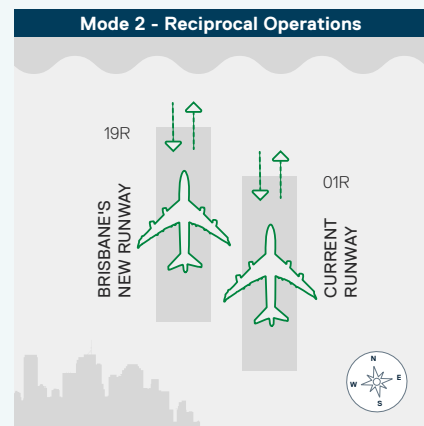 Mode 2 - Reciprocal Operations
19R
01R
BRISBANE'S
NEW RUNWAY
CURRENT
RUNWAY
N
W
E
S